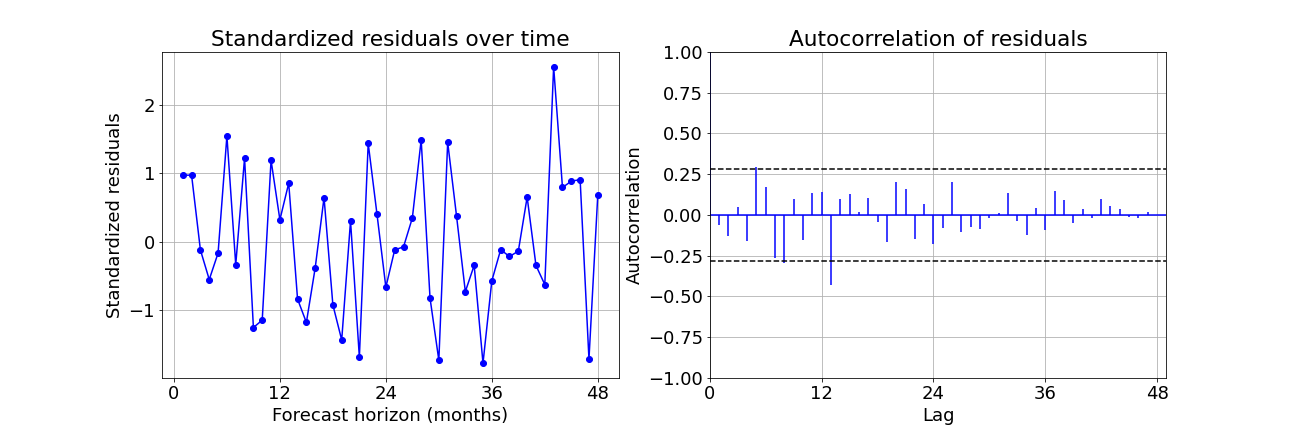 Standardized residuals over time
Standardized residuals
2
1
0
−1
0 12 24 36 48
Forecast horizon (months)
Autocorrelation of residuals
Autocorrelation
1.00
0.75
0.50
0.25
0.00
−0.25
−0.50
−0.75
−1.00
0 12 24 36 48
Lag